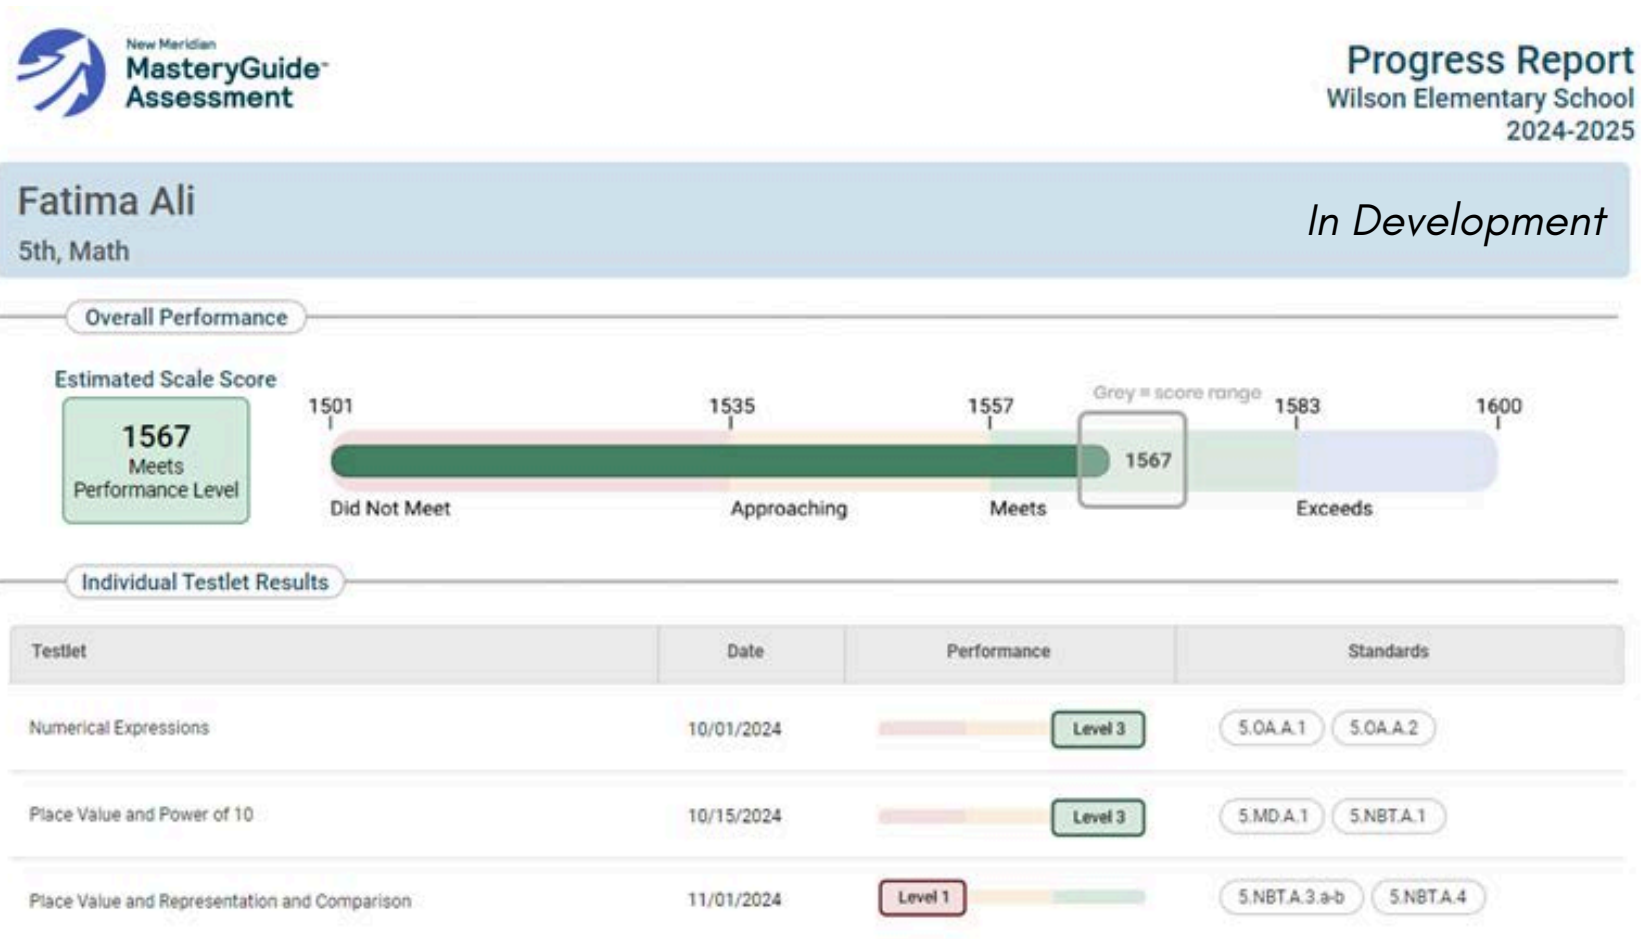 New Meridian
MasteryGuide™
Assessment
Progress Report
Wilson Elementary School
2024-2025
Fatima Ali
5th, Math
In Development
Overall Performance
Estimated Scale Score
1567
Meets
Performance Level
Grey = score range
1501 1535 1557 1583 1600
1567
Did Not Meet Approaching Meets Exceeds
Individual Testlet Results
Testlet Date Performance Standards
Numerical Expressions 10/01/2024 Level 3 5.OA.A.1 5.OA.A.2
Place Value and Power of 10 10/15/2024 Level 3 5.MD.A.1 5.NBT.A.1
Place Value and Representation and Comparison 11/01/2024 Level 1 5.NBT.A.3.a-b 5.NBT.A.4